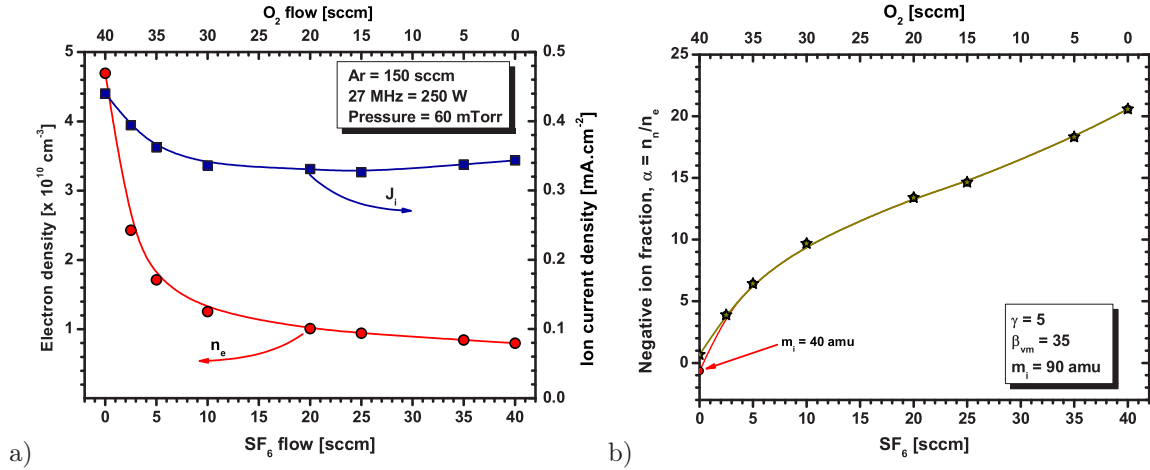 O2 flow [sccm]
40 35 30 25 20 15 10 5 0
5 4 3 2 1
Electron density [x 10^10 cm^-3]
Ar = 150 sccm
27 MHz = 250 W
Pressure = 60 mTorr
Ji
ne
0.5 0.4 0.3 0.2 0.1 0.0
Ion current density [mA.cm^-2]
0 5 10 15 20 25 30 35 40
SF6 flow [sccm]
a)
O2 [sccm]
40 35 30 25 20 15 10 5 0
25 20 15 10 5 0
Negative ion fraction, α = nn/ne
mi = 40 amu
γ = 5
βvm = 35
mi = 90 amu
0 5 10 15 20 25 30 35 40
SF6 [sccm]
b)